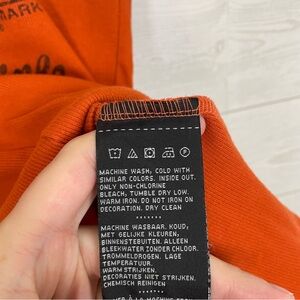 MARK
MACHINE WASH, COLD WITH
SIMILAR COLORS. INSIDE OUT.
ONLY NON-CHLORINE
BLEACH, TUMBLE DRY LOW.
WARM IRON. DO NOT IRON ON
DECORATION. DRY CLEAN
MACHINE WASBAAR. KOUD,
MET GELIJKE KLEUREN,
BINNENSTEBUITEN. ALLEEN
BLEEKWATER ZONDER CHLOOR.
TROMMELDROGEN. LAGE
TEMPERATUUR.
WARM STRIJKEN.
DECORATIES NIET STRIJKEN.
CHEMISCH REINIGEN